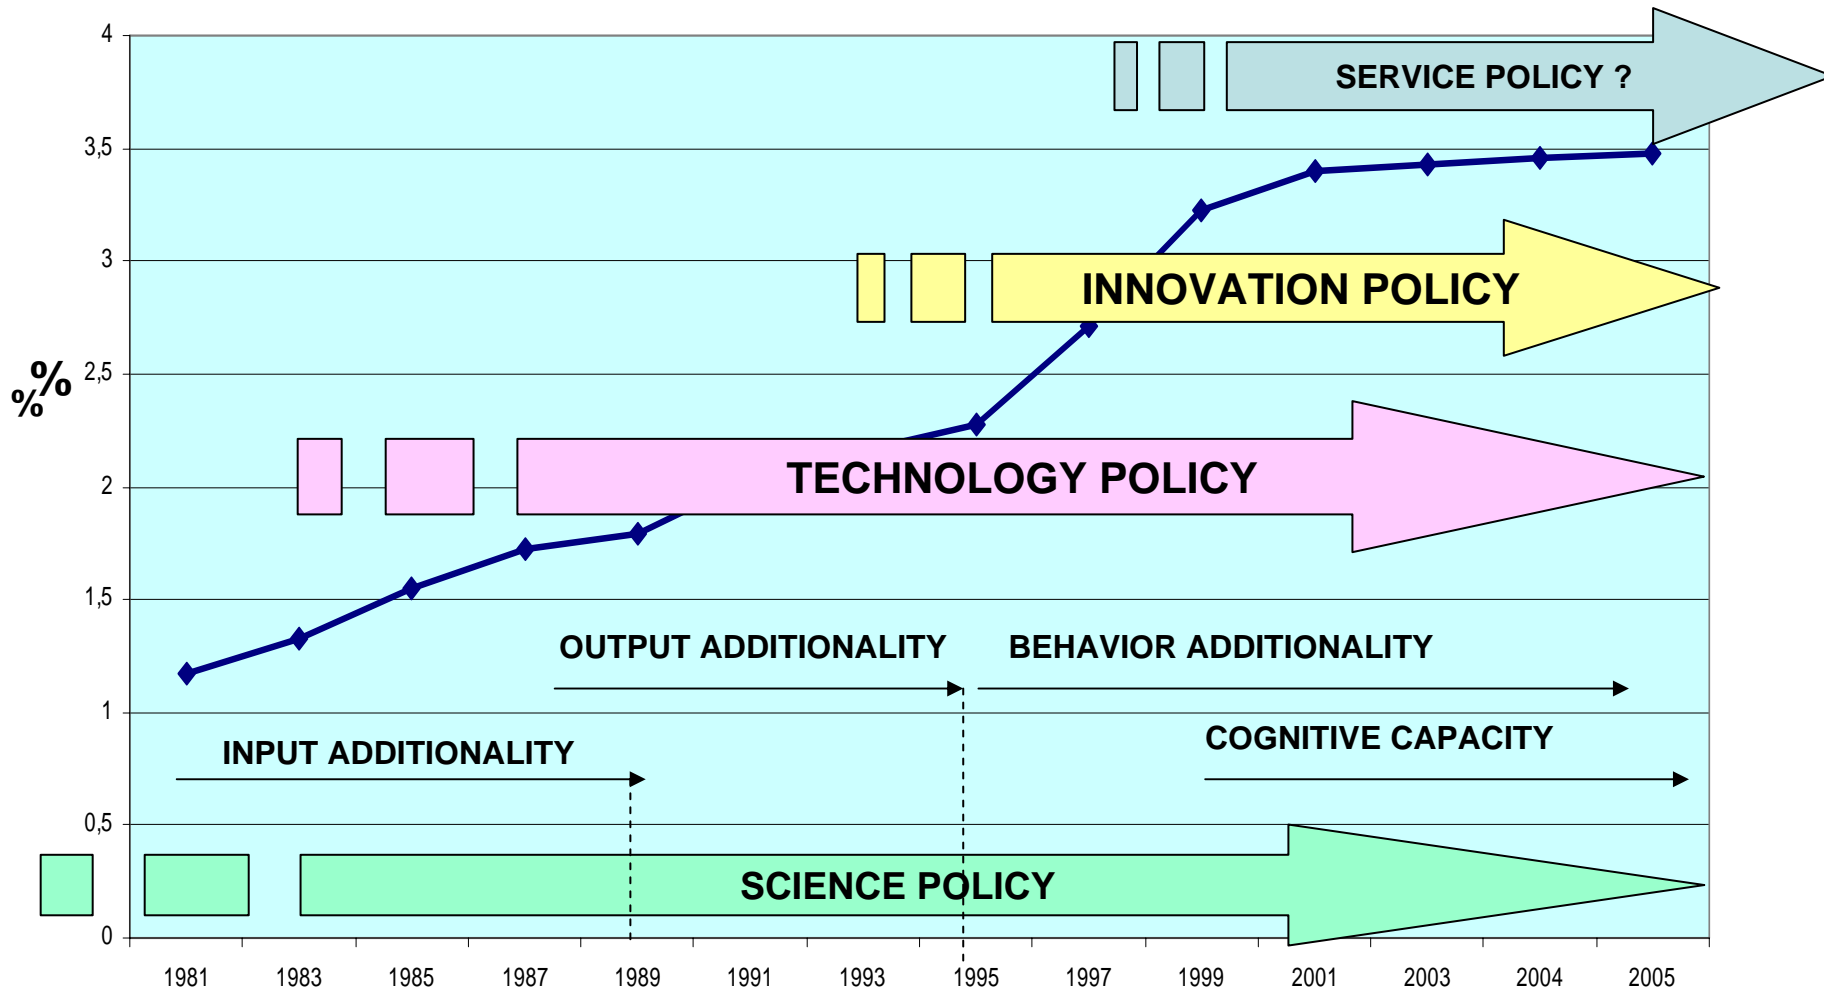 4
SERVICE POLICY ?
3,5
3
INNOVATION POLICY
2,5
%
%
2
TECHNOLOGY POLICY
1,5
OUTPUT ADDITIONALITY BEHAVIOR ADDITIONALITY
1
INPUT ADDITIONALITY COGNITIVE CAPACITY
0,5
SCIENCE POLICY
0
1981 1983 1985 1987 1989 1991 1993 1995 1997 1999 2001 2003 2004 2005